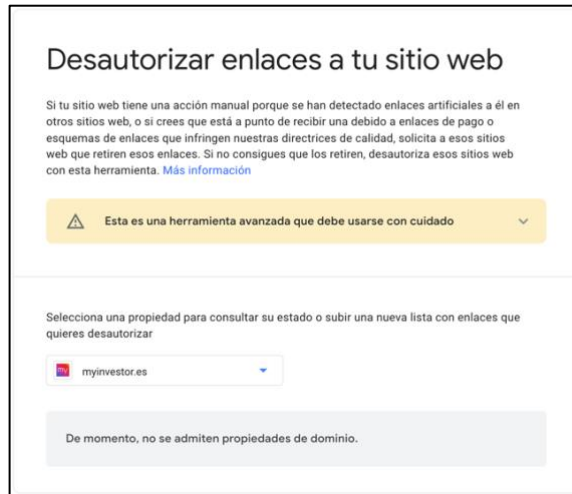 Desautorizar enlaces a tu sitio web
Si tu sitio web tiene una acción manual porque se han detectado enlaces artificiales a él en
otros sitios web, o si crees que está a punto de recibir una debido a enlaces de pago o
esquemas de enlaces que infringen nuestras directrices de calidad, solicita a esos sitios
web que retiren esos enlaces. Si no consigues que los retiren, desautoriza esos sitios web
con esta herramienta. Más información
Esta es una herramienta avanzada que debe usarse con cuidado
Selecciona una propiedad para consultar su estado o subir una nueva lista con enlaces que
quieres desautorizar
my myinvestor.es
De momento, no se admiten propiedades de dominio.